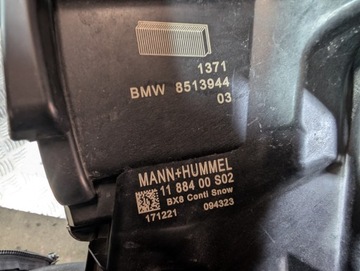 1371
BMW 8513944
03
MANN+HUMMEL
11 884 00 S02
BX8 Conti Snow
171221 094323